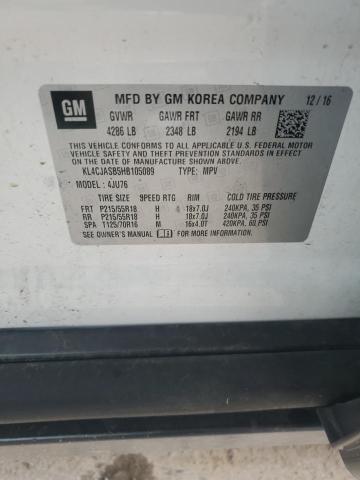 GM MFD BY GM KOREA COMPANY 12/16
GVWR GAWR FRT GAWR RR
4286 LB 2348 LB 2194 LB
THIS VEHICLE CONFORMS TO ALL APPLICABLE U.S. FEDERAL MOTOR
VEHICLE SAFETY, BUMPER, AND THEFT PREVENTION STANDARDS IN EFFECT
ON THE DATE OF MANUFACTURE SHOWN ABOVE.
KL4CJASB5HB105089 TYPE: MPV
MODEL: 4JU76
TIRE SIZE SPEED RTG RIM COLD TIRE PRESSURE
FRT P215/55R18 H 18x7.0J 240KPA, 35 PSI
RR P215/55R18 H 18x7.0J 240KPA, 35 PSI
SPA T125/70R16 M 16x4.0T 420KPA, 60 PSI
SEE OWNER'S MANUAL FOR ADDITIONAL INFORMATION